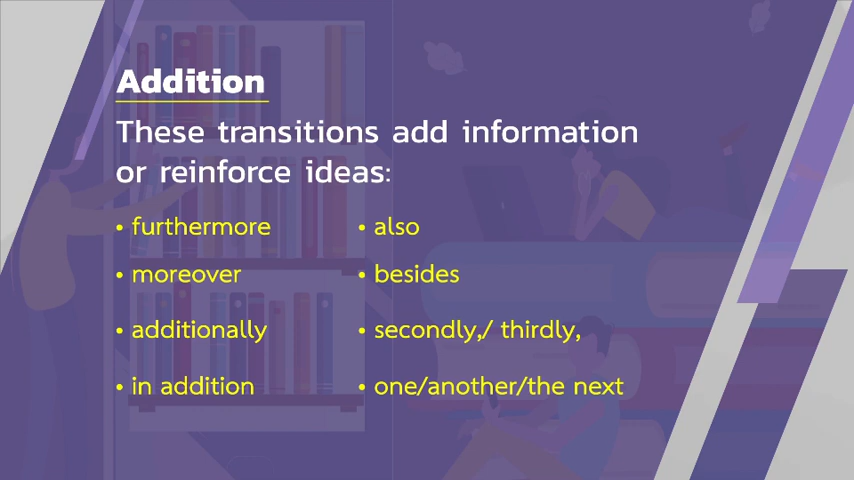 Addition
These transitions add information
or reinforce ideas:
• furthermore
• moreover
• additionally
• in addition
• also
• besides
• secondly,/ thirdly,
• one/another/the next